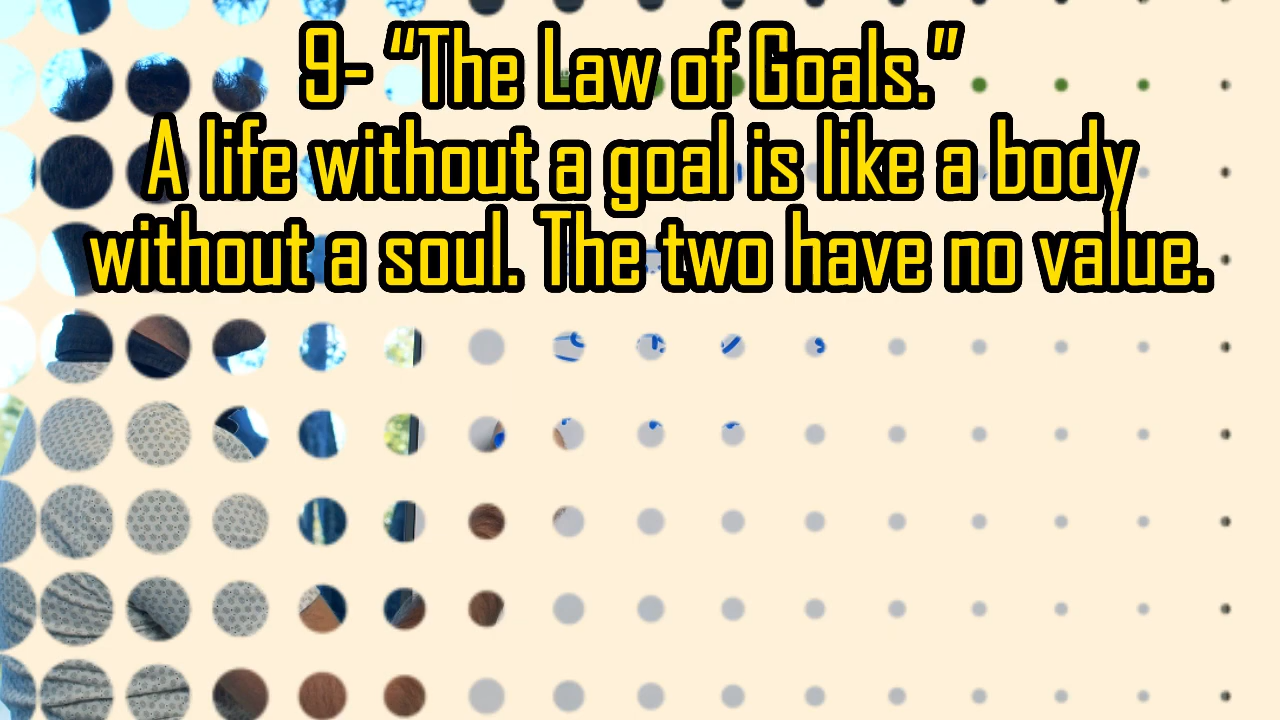 9- “The Law of Goals.”
A life without a goal is like a body
without a soul. The two have no value.